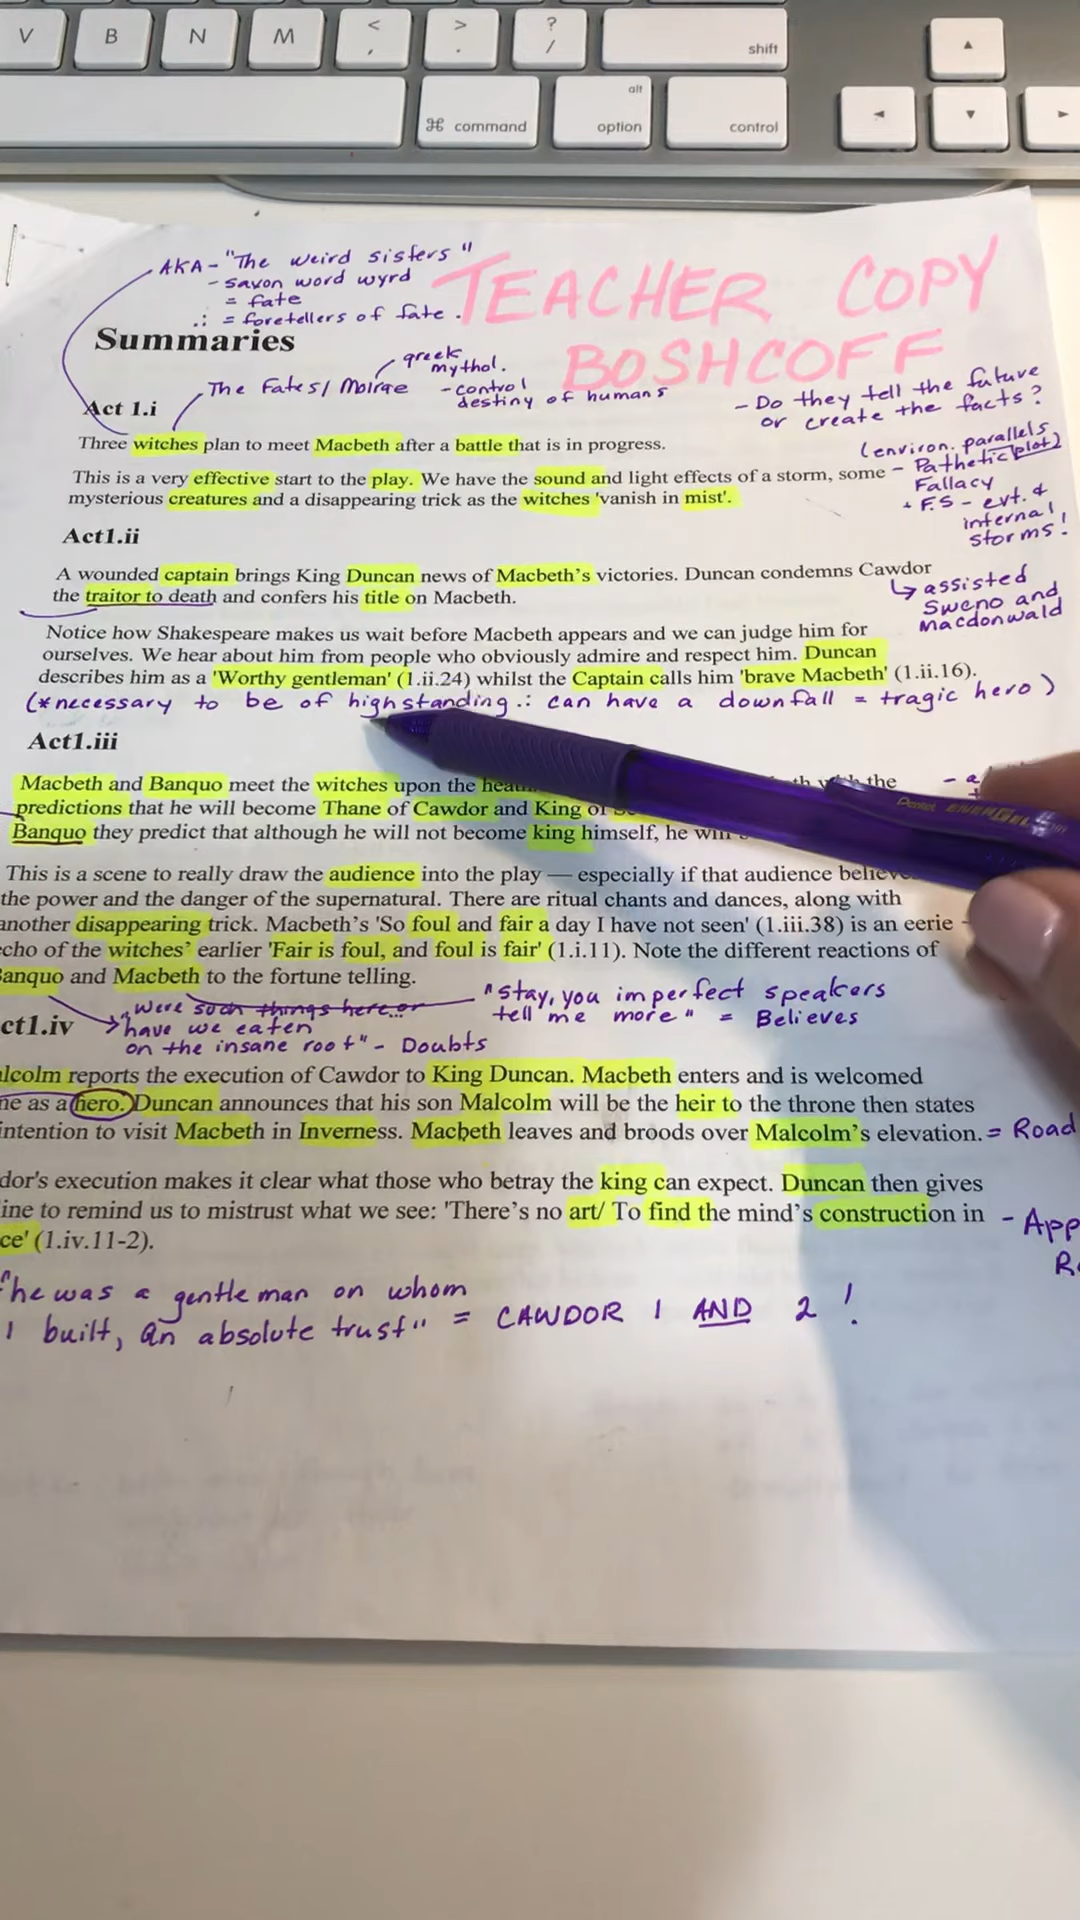 V B N M < , > . ? / shift
⌘ command alt option control
AKA - "The weird sisters"
- saxon word wyrd
= fate
∴ = foretellers of fate.
TEACHER COPY
BOSHCOFF
Summaries
greek mythol.
The Fates/ Moirae - control destiny of humans
- Do they tell the future
or create the facts?
Act 1.i
Three witches plan to meet Macbeth after a battle that is in progress.
(environ. parallels plot)
This is a very effective start to the play. We have the sound and light effects of a storm, some
mysterious creatures and a disappearing trick as the witches 'vanish in mist'.
- Pathetic
Fallacy
+ F.S - ext. &
internal
storms!
Act1.ii
A wounded captain brings King Duncan news of Macbeth's victories. Duncan condemns Cawdor
the traitor to death and confers his title on Macbeth.
↳ assisted
Sweno and
Macdonwald
Notice how Shakespeare makes us wait before Macbeth appears and we can judge him for
ourselves. We hear about him from people who obviously admire and respect him. Duncan
describes him as a 'Worthy gentleman' (1.ii.24) whilst the Captain calls him 'brave Macbeth' (1.ii.16).
(*necessary to be of high standing ∴ can have a downfall = tragic hero)
Act1.iii
Macbeth and Banquo meet the witches upon the the
predictions that he will become Thane of Cawdor and King of
Banquo they predict that although he will not become king himself, he
Pentel ENERGEL
This is a scene to really draw the audience into the play — especially if that audience
the power and the danger of the supernatural. There are ritual chants and dances, along with
another disappearing trick. Macbeth's 'So foul and fair a day I have not seen' (1.iii.38) is an eerie
echo of the witches' earlier 'Fair is foul, and foul is fair' (1.i.11). Note the different reactions of
Banquo and Macbeth to the fortune telling.
"were such things here...or
have we eaten
on the insane root" - Doubts
"stay, you imperfect speakers
tell me more" = Believes
ct1.iv
alcolm reports the execution of Cawdor to King Duncan. Macbeth enters and is welcomed
me as a hero. Duncan announces that his son Malcolm will be the heir to the throne then states
intention to visit Macbeth in Inverness. Macbeth leaves and broods over Malcolm's elevation. = Road
dor's execution makes it clear what those who betray the king can expect. Duncan then gives
ine to remind us to mistrust what we see: 'There's no art/ To find the mind's construction in
ce' (1.iv.11-2).
- App
R
"he was a gentleman on whom
I built, an absolute trust" = CAWDOR 1 AND 2!